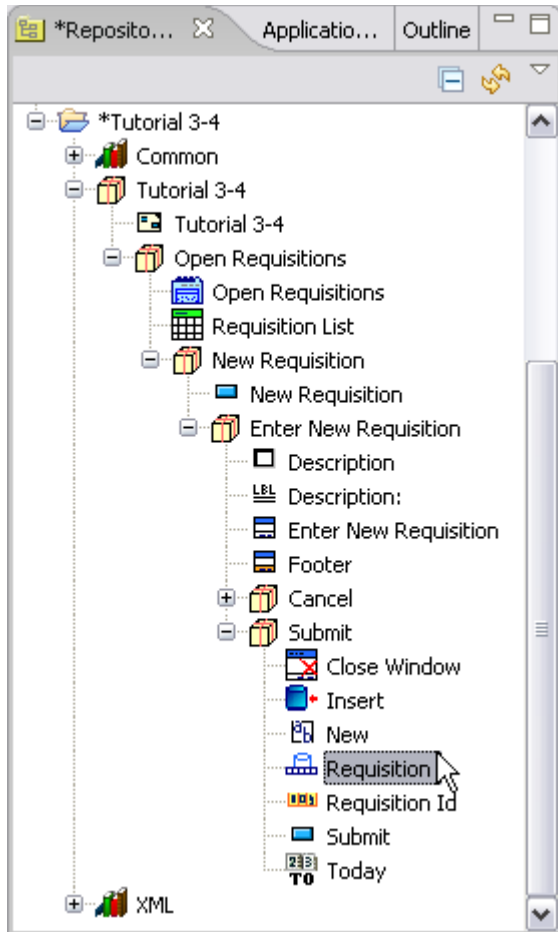 *Reposito... Applicatio... Outline
*Tutorial 3-4
Common
Tutorial 3-4
Tutorial 3-4
Open Requisitions
Open Requisitions
Requisition List
New Requisition
New Requisition
Enter New Requisition
Description
LBL Description:
Enter New Requisition
Footer
Cancel
Submit
Close Window
Insert
ab New
Requisition
Requisition Id
Submit
TO Today
XML